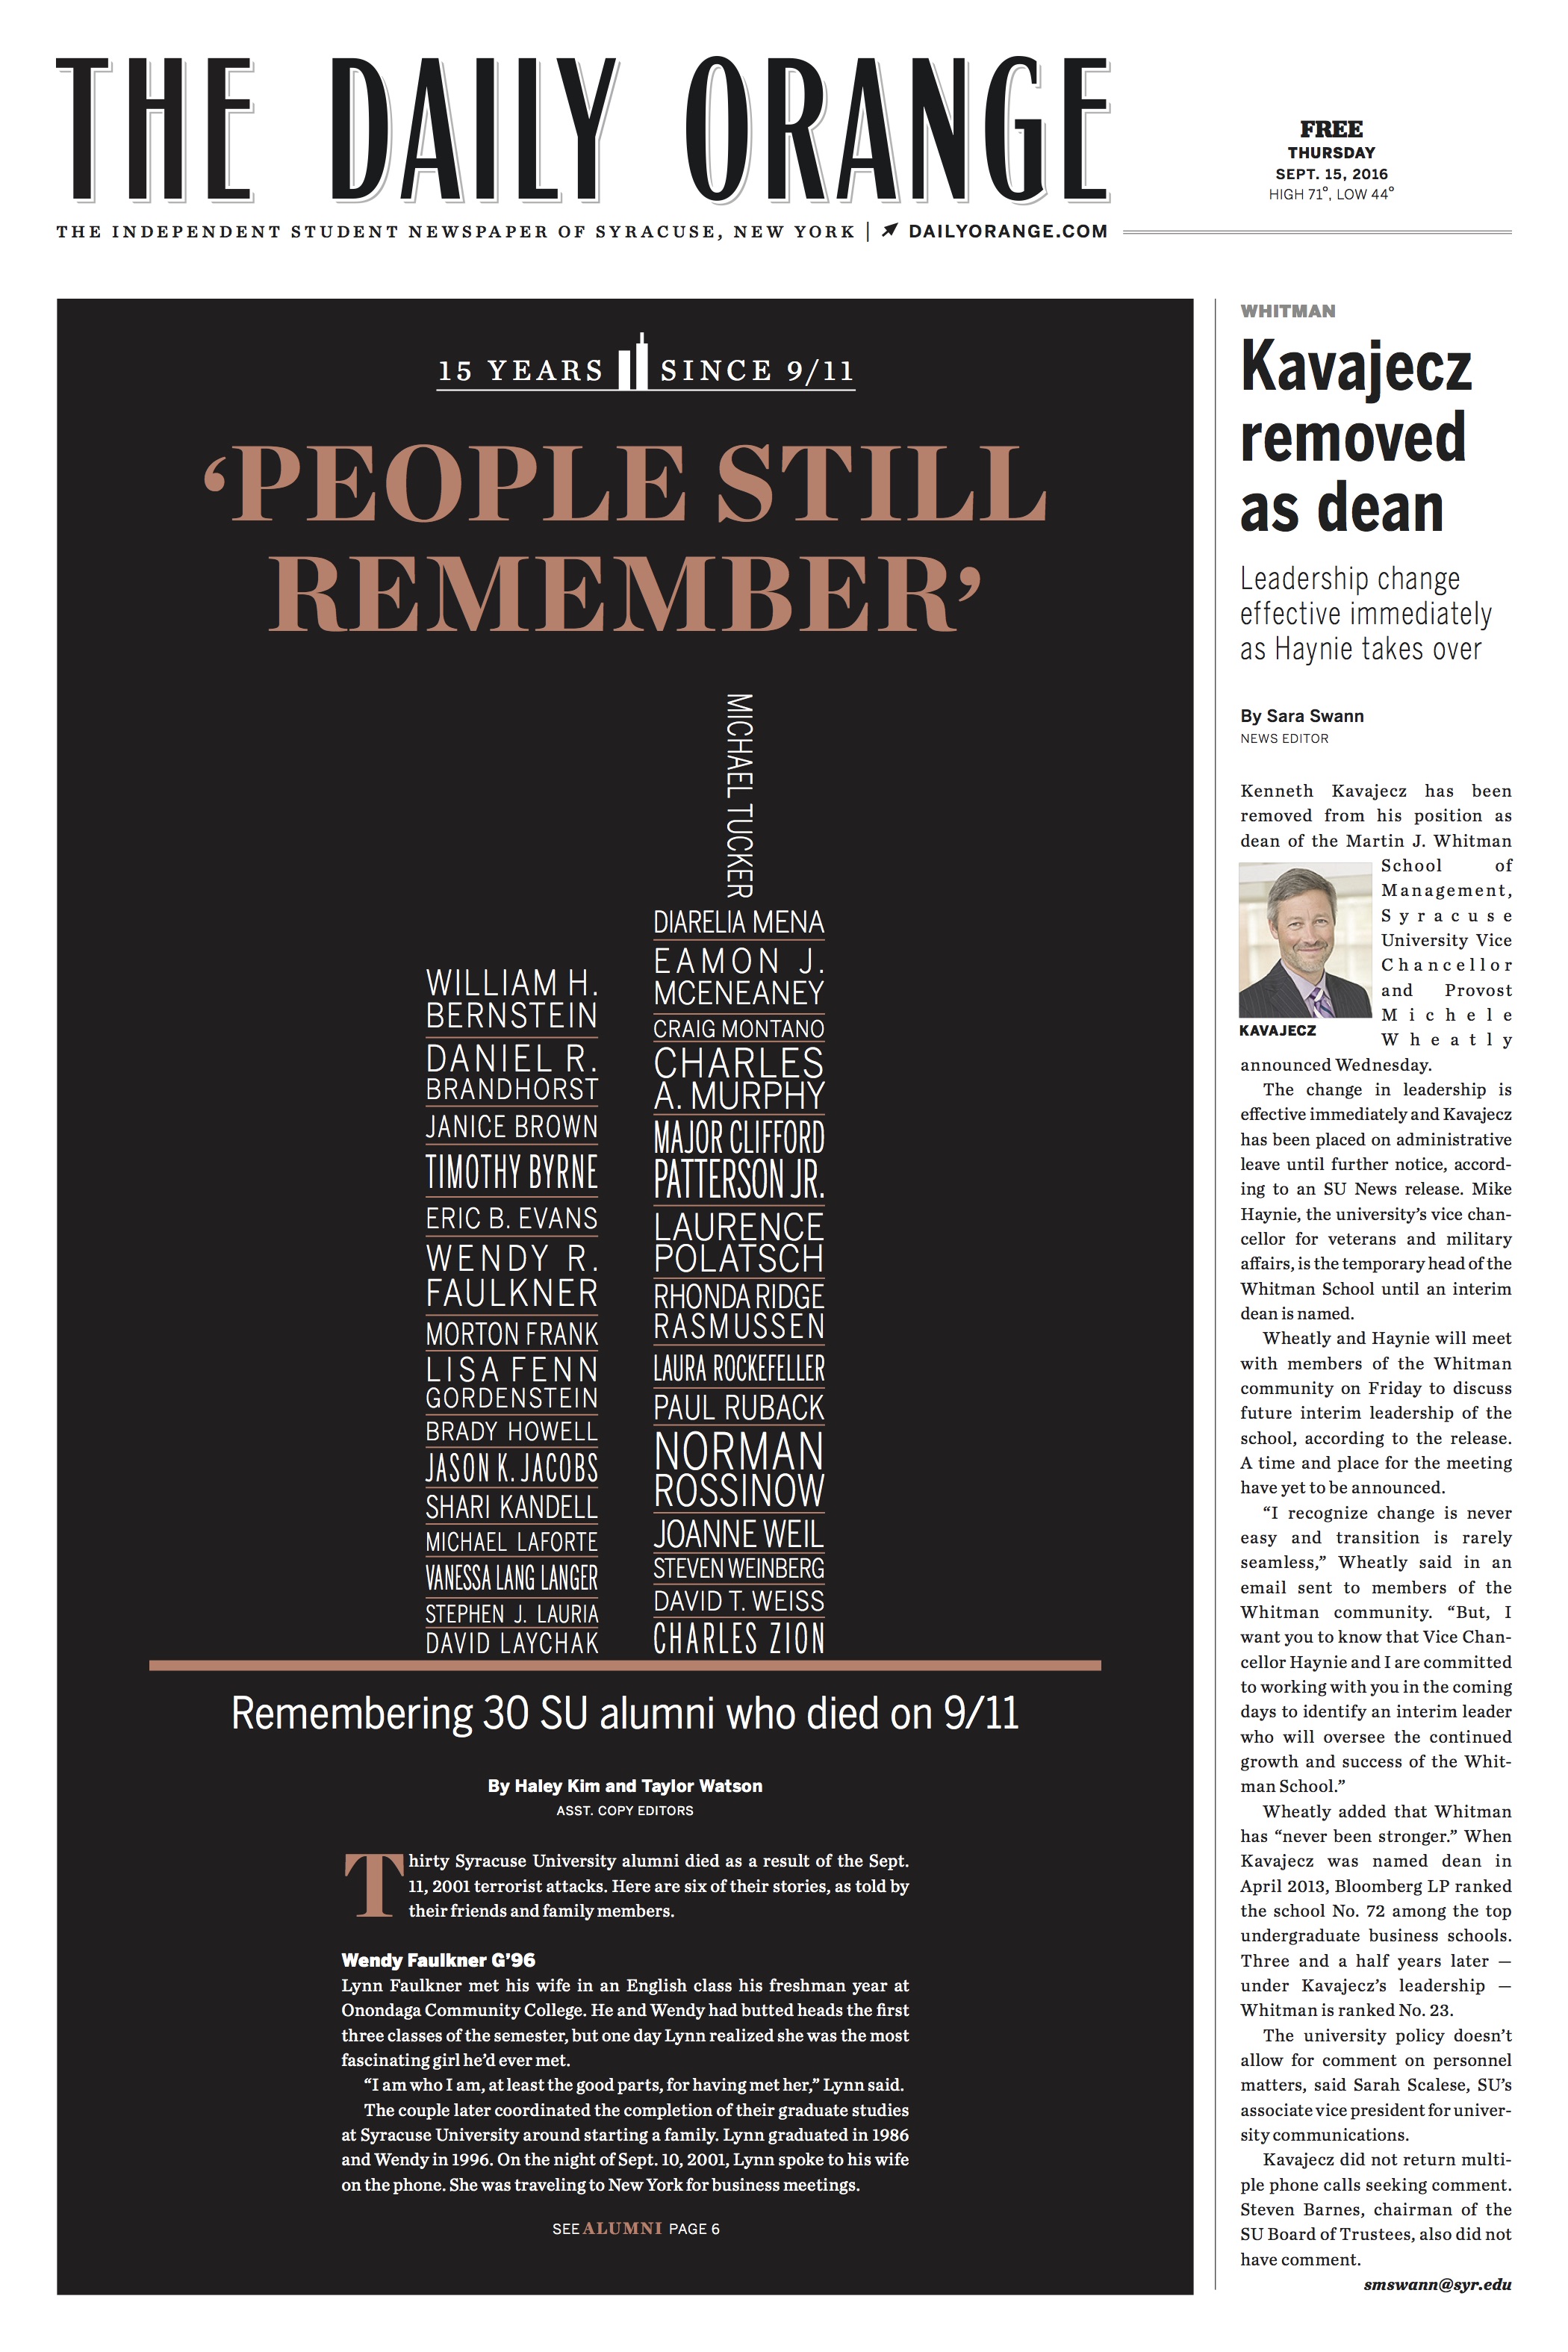 THE DAILY ORANGE
FREE
THURSDAY
SEPT. 15, 2016
HIGH 71°, LOW 44°
THE INDEPENDENT STUDENT NEWSPAPER OF SYRACUSE, NEW YORK | DAILYORANGE.COM
15 YEARS SINCE 9/11
‘PEOPLE STILL
REMEMBER’
MICHAEL TUCKER
WILLIAM H.
BERNSTEIN
DANIEL R.
BRANDHORST
JANICE BROWN
TIMOTHY BYRNE
ERIC B. EVANS
WENDY R.
FAULKNER
MORTON FRANK
LISA FENN
GORDENSTEIN
BRADY HOWELL
JASON K. JACOBS
SHARI KANDELL
MICHAEL LAFORTE
VANESSA LANG LANGER
STEPHEN J. LAURIA
DAVID LAYCHAK
DIARELIA MENA
EAMON J.
MCENEANEY
CRAIG MONTANO
CHARLES
A. MURPHY
MAJOR CLIFFORD
PATTERSON JR.
LAURENCE
POLATSCH
RHONDA RIDGE
RASMUSSEN
LAURA ROCKEFELLER
PAUL RUBACK
NORMAN
ROSSINOW
JOANNE WEIL
STEVEN WEINBERG
DAVID T. WEISS
CHARLES ZION
Remembering 30 SU alumni who died on 9/11
By Haley Kim and Taylor Watson
ASST. COPY EDITORS
Thirty Syracuse University alumni died as a result of the Sept.
11, 2001 terrorist attacks. Here are six of their stories, as told by
their friends and family members.
Wendy Faulkner G’96
Lynn Faulkner met his wife in an English class his freshman year at
Onondaga Community College. He and Wendy had butted heads the first
three classes of the semester, but one day Lynn realized she was the most
fascinating girl he’d ever met.
“I am who I am, at least the good parts, for having met her,” Lynn said.
The couple later coordinated the completion of their graduate studies
at Syracuse University around starting a family. Lynn graduated in 1986
and Wendy in 1996. On the night of Sept. 10, 2001, Lynn spoke to his wife
on the phone. She was traveling to New York for business meetings.
SEE ALUMNI PAGE 6
WHITMAN
Kavajecz
removed
as dean
Leadership change
effective immediately
as Haynie takes over
By Sara Swann
NEWS EDITOR
Kenneth Kavajecz has been
removed from his position as
dean of the Martin J. Whitman
School of
Management,
Syracuse
University Vice
Chancellor
and Provost
Michele
Wheatly
KAVAJECZ
announced Wednesday.
The change in leadership is
effective immediately and Kavajecz
has been placed on administrative
leave until further notice, accord-
ing to an SU News release. Mike
Haynie, the university’s vice chan-
cellor for veterans and military
affairs, is the temporary head of the
Whitman School until an interim
dean is named.
Wheatly and Haynie will meet
with members of the Whitman
community on Friday to discuss
future interim leadership of the
school, according to the release.
A time and place for the meeting
have yet to be announced.
“I recognize change is never
easy and transition is rarely
seamless,” Wheatly said in an
email sent to members of the
Whitman community. “But, I
want you to know that Vice Chan-
cellor Haynie and I are committed
to working with you in the coming
days to identify an interim leader
who will oversee the continued
growth and success of the Whit-
man School.”
Wheatly added that Whitman
has “never been stronger.” When
Kavajecz was named dean in
April 2013, Bloomberg LP ranked
the school No. 72 among the top
undergraduate business schools.
Three and a half years later —
under Kavajecz’s leadership —
Whitman is ranked No. 23.
The university policy doesn’t
allow for comment on personnel
matters, said Sarah Scalese, SU’s
associate vice president for univer-
sity communications.
Kavajecz did not return multi-
ple phone calls seeking comment.
Steven Barnes, chairman of the
SU Board of Trustees, also did not
have comment.
smswann@syr.edu